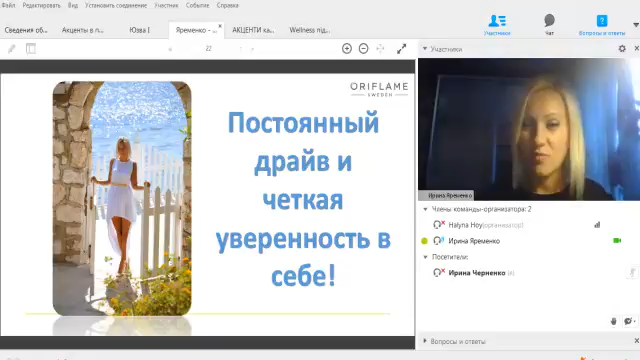 Файл Редактировать Вид Установить соединение Участник Событие Справка
Участники Чат Вопросы и ответы
Сведения об... Акценты в п... Юзва I Яременко – ... × АКЦЕНТИ ка... Wellness під...
Участники
ORIFLAME
SWEDEN
Постоянный
драйв и
четкая
уверенность в
себе!
Ирина Яременко
Члены команды-организатора: 2
Halyna Hoy (организатор)
Ирина Яременко
Посетители:
Ирина Черненко (я)
Вопросы и ответы